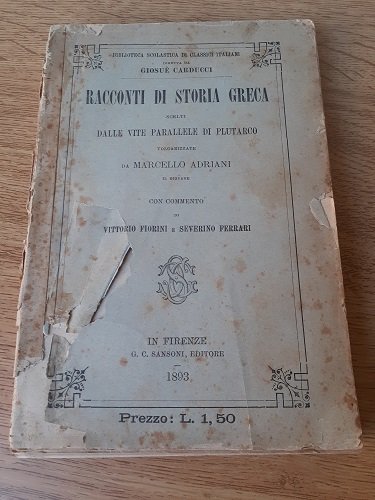 BIBLIOTECA SCOLASTICA DI CLASSICI ITALIANI
DIRETTA DA
GIOSUÈ CARDUCCI
RACCONTI DI STORIA GRECA
SCELTI
DALLE VITE PARALLELE DI PLUTARCO
VOLGARIZZATE
DA MARCELLO ADRIANI
IL GIOVANE
CON COMMENTO
DI
VITTORIO FIORINI E SEVERINO FERRARI
IN FIRENZE
G. C. SANSONI, EDITORE
1893
Prezzo: L. 1,50